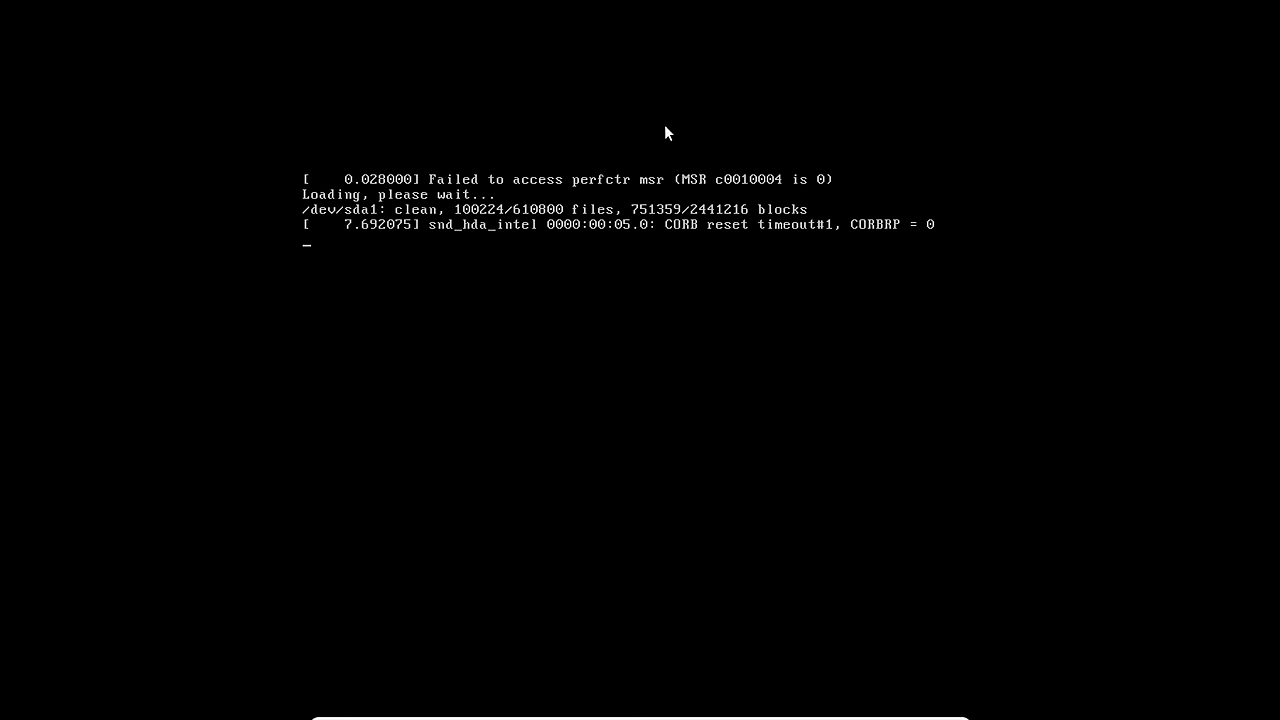 [    0.028000] Failed to access perfctr msr (MSR c0010004 is 0)
Loading, please wait...
/dev/sda1: clean, 100224/610800 files, 751359/2441216 blocks
[    7.692075] snd_hda_intel 0000:00:05.0: CORB reset timeout#1, CORBRP = 0
_